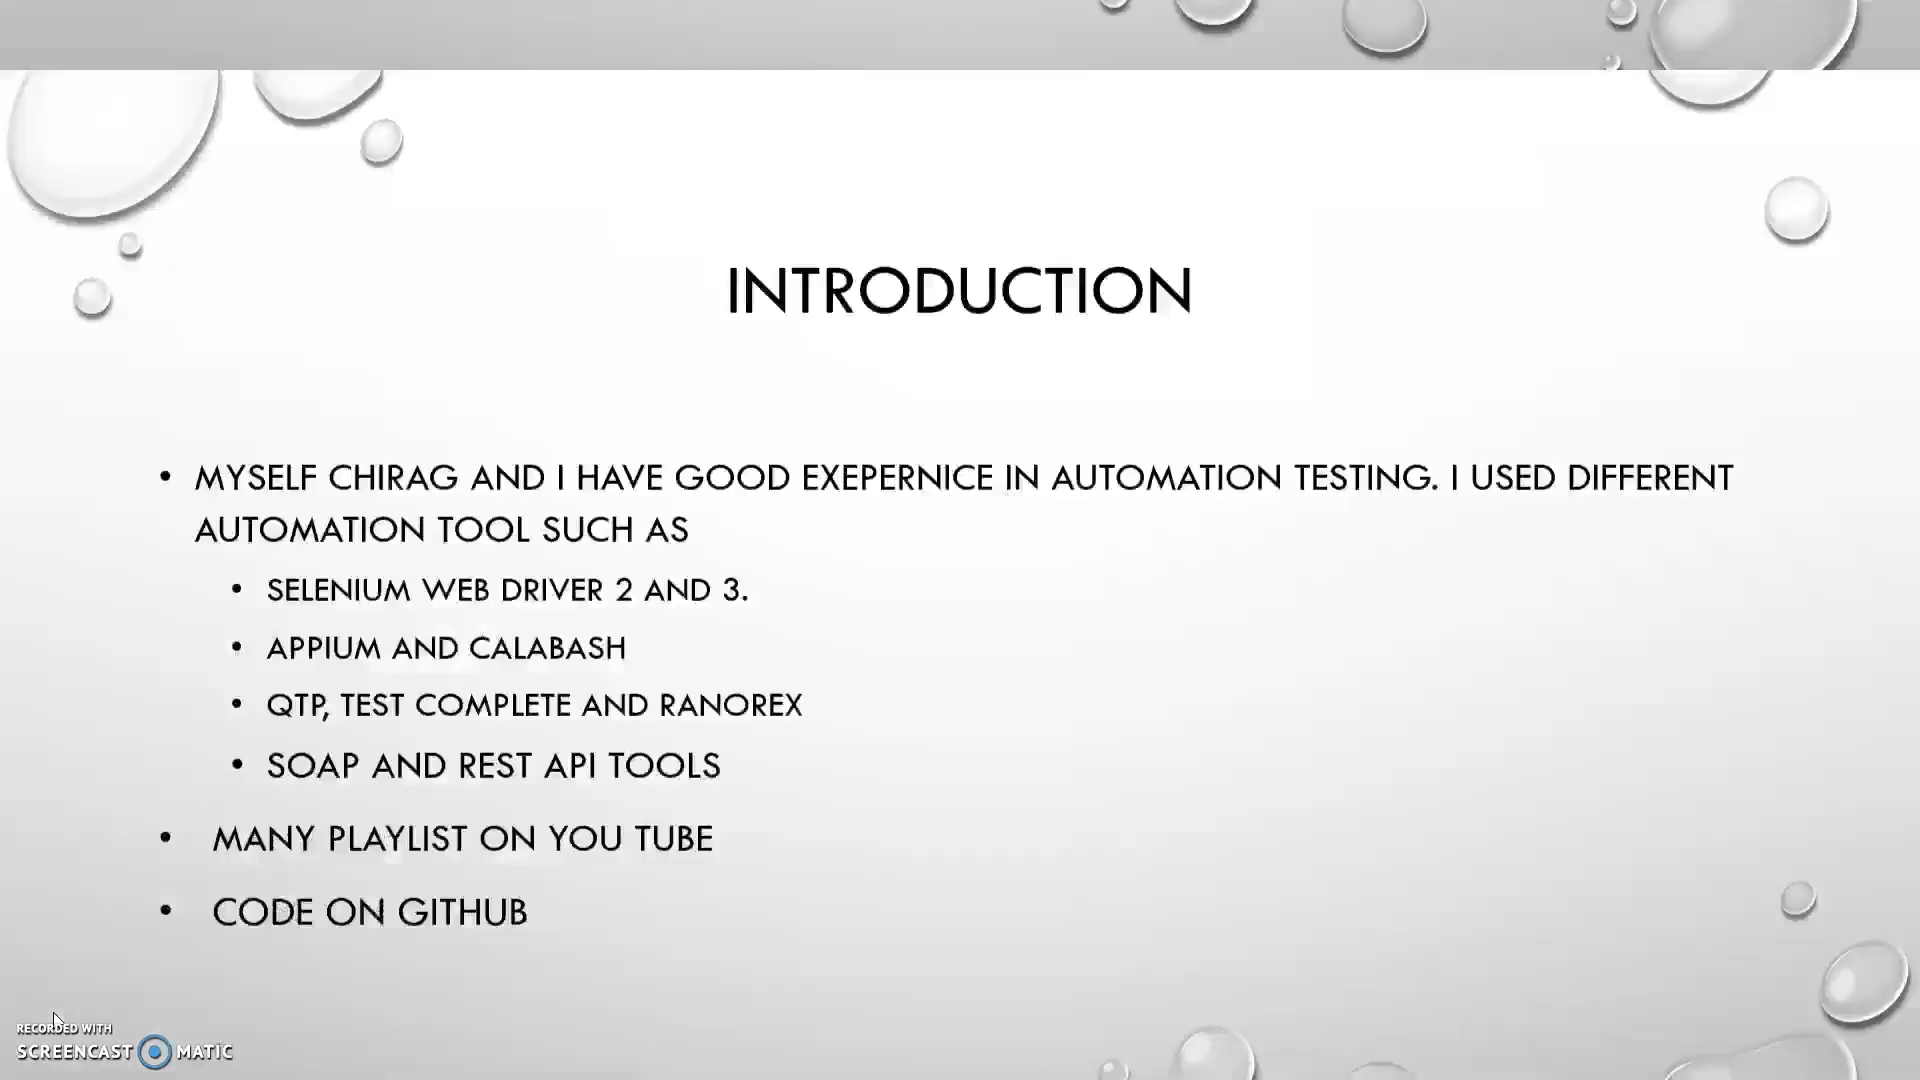 INTRODUCTION
• MYSELF CHIRAG AND I HAVE GOOD EXEPERNICE IN AUTOMATION TESTING. I USED DIFFERENT
AUTOMATION TOOL SUCH AS
• SELENIUM WEB DRIVER 2 AND 3.
• APPIUM AND CALABASH
• QTP, TEST COMPLETE AND RANOREX
• SOAP AND REST API TOOLS
• MANY PLAYLIST ON YOU TUBE
• CODE ON GITHUB
RECORDED WITH
SCREENCAST MATIC